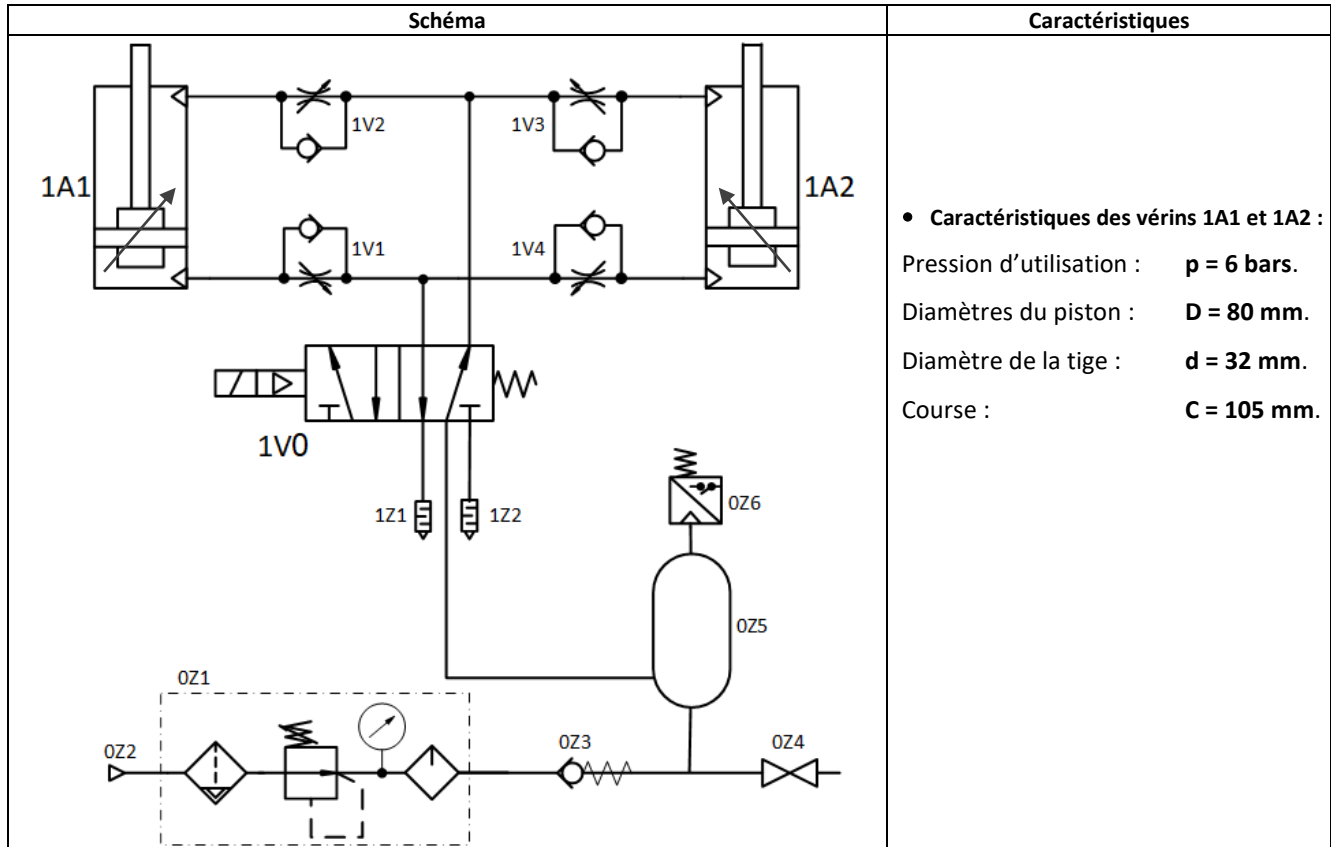 Schéma
Caractéristiques
1V2
1V3
1A1
1A2
1V1
1V4
1V0
1Z1
1Z2
0Z6
0Z5
0Z1
0Z2
0Z3
0Z4
• Caractéristiques des vérins 1A1 et 1A2 :
Pression d’utilisation : p = 6 bars.
Diamètres du piston : D = 80 mm.
Diamètre de la tige : d = 32 mm.
Course : C = 105 mm.